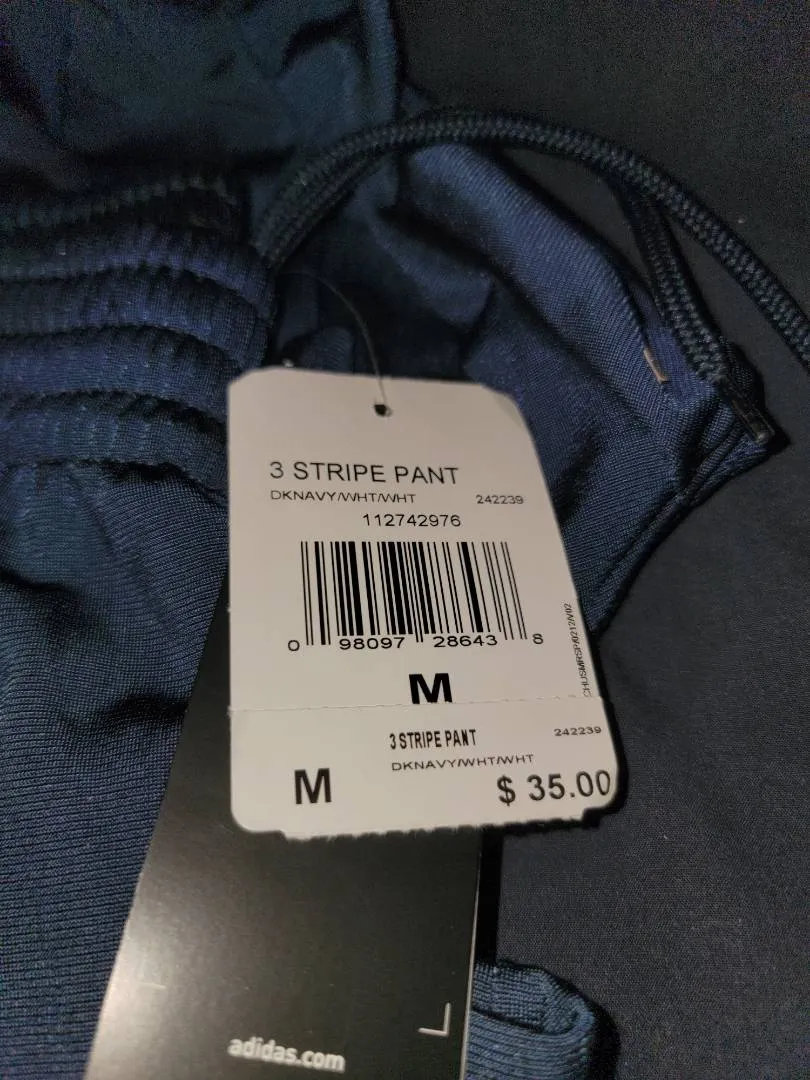 3 STRIPE PANT
DKNAVY/WHT/WHT 242239
112742976
0 98097 28643 8
M
3 STRIPE PANT 242239
DKNAVY/WHT/WHT
M $ 35.00
adidas.com